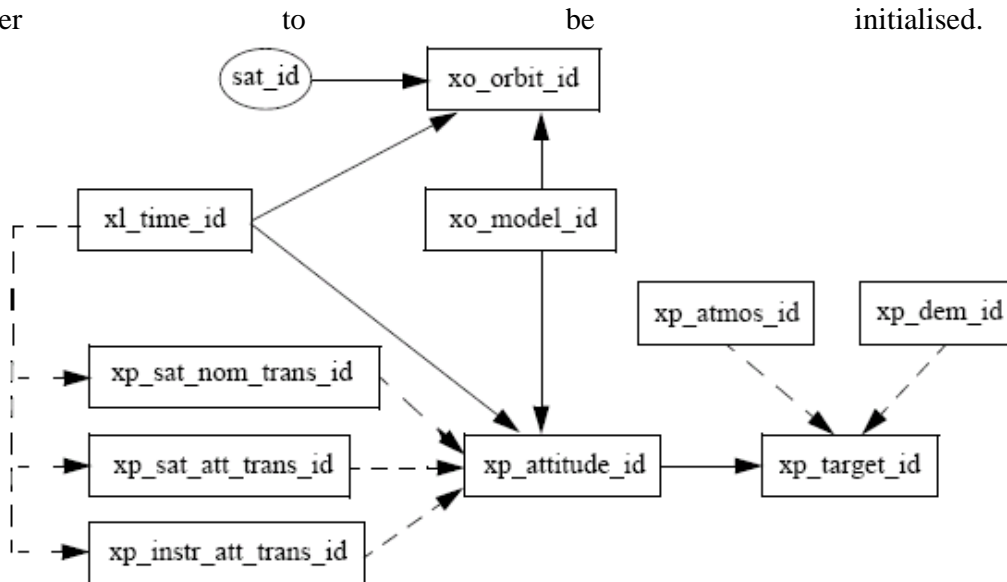 er to be initialised.
sat_id
xo_orbit_id
xl_time_id
xo_model_id
xp_atmos_id
xp_dem_id
xp_sat_nom_trans_id
xp_sat_att_trans_id
xp_attitude_id
xp_target_id
xp_instr_att_trans_id